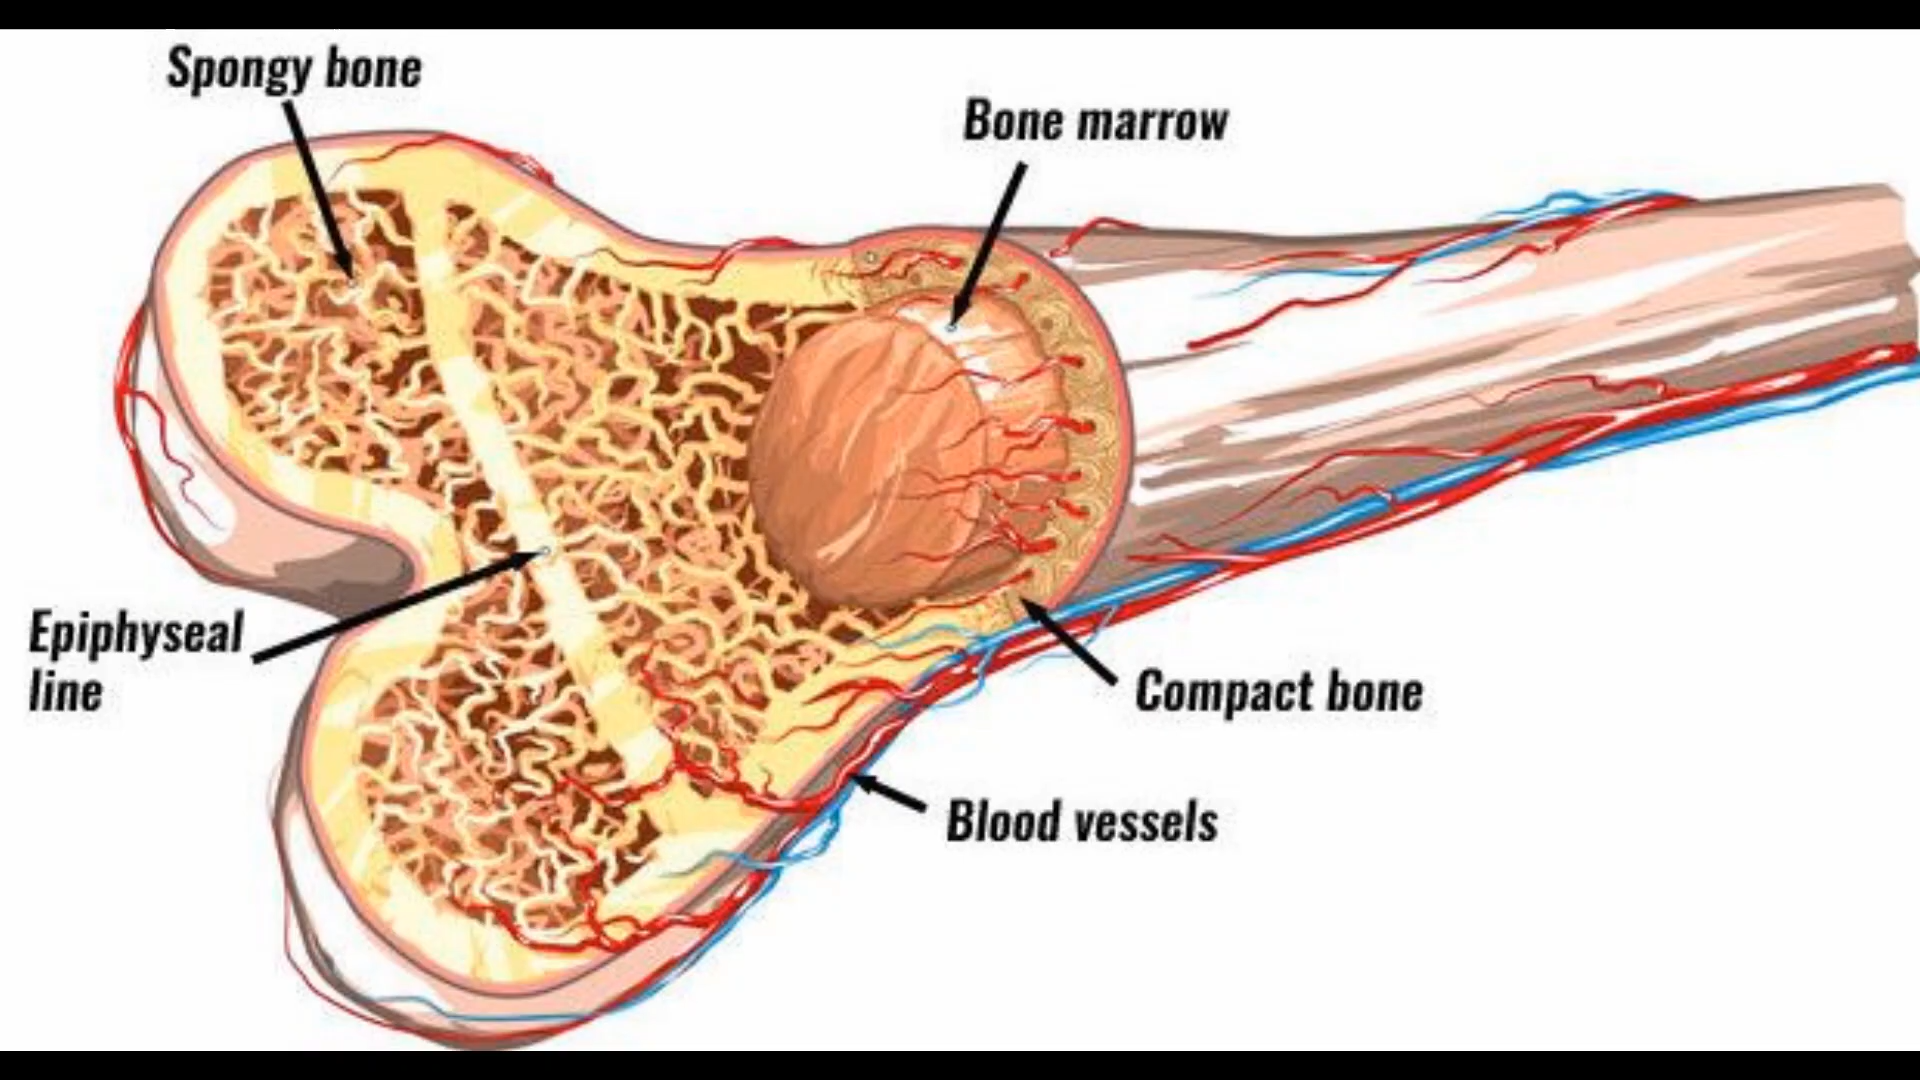 Spongy bone
Bone marrow
Epiphyseal
line
Compact bone
Blood vessels